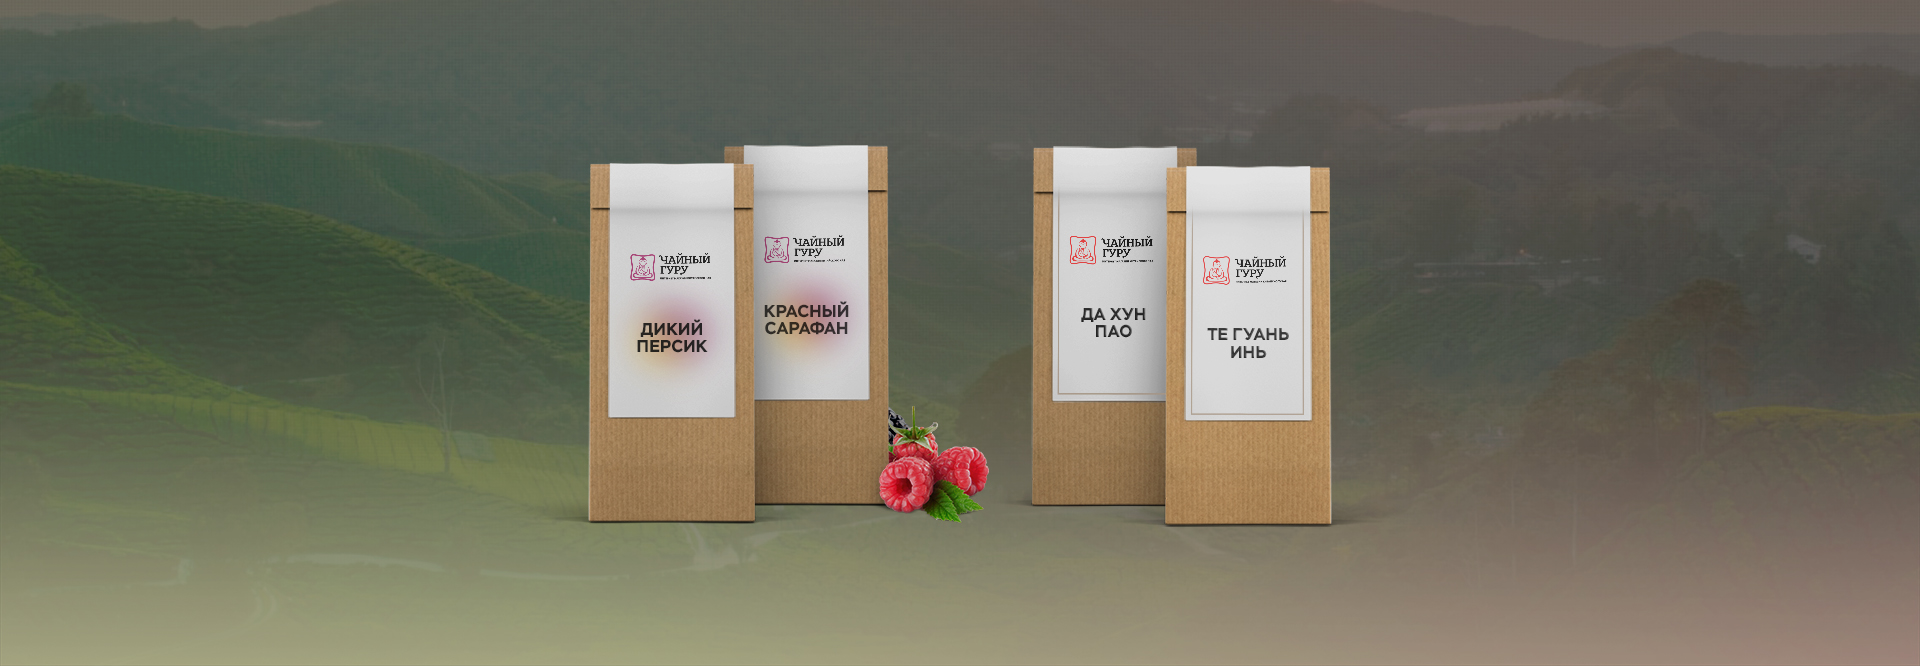 ЧАЙНЫЙ
ГУРУ
ДИКИЙ
ПЕРСИК
ЧАЙНЫЙ
ГУРУ
КРАСНЫЙ
САРАФАН
ЧАЙНЫЙ
ГУРУ
ДА ХУН
ПАО
ЧАЙНЫЙ
ГУРУ
ТЕ ГУАНЬ
ИНЬ